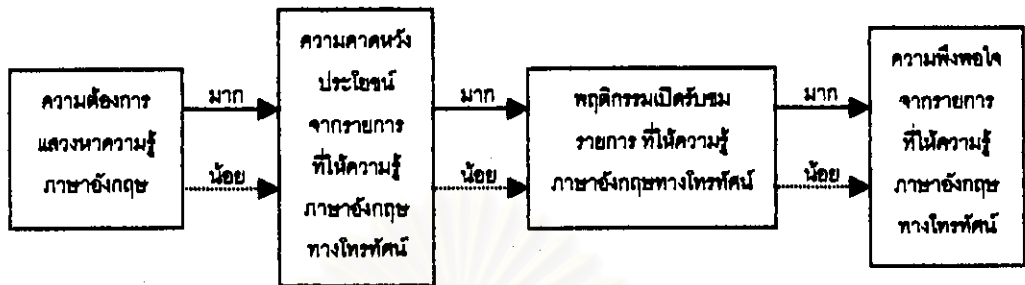 ความต้องการ
แสวงหาความรู้
ภาษาอังกฤษ
มาก
น้อย
ความคาดหวัง
ประโยชน์
จากรายการ
ที่ให้ความรู้
ภาษาอังกฤษ
ทางโทรทัศน์
มาก
น้อย
พฤติกรรมเปิดรับชม
รายการ ที่ให้ความรู้
ภาษาอังกฤษทางโทรทัศน์
มาก
น้อย
ความพึงพอใจ
จากรายการ
ที่ให้ความรู้
ภาษาอังกฤษ
ทางโทรทัศน์